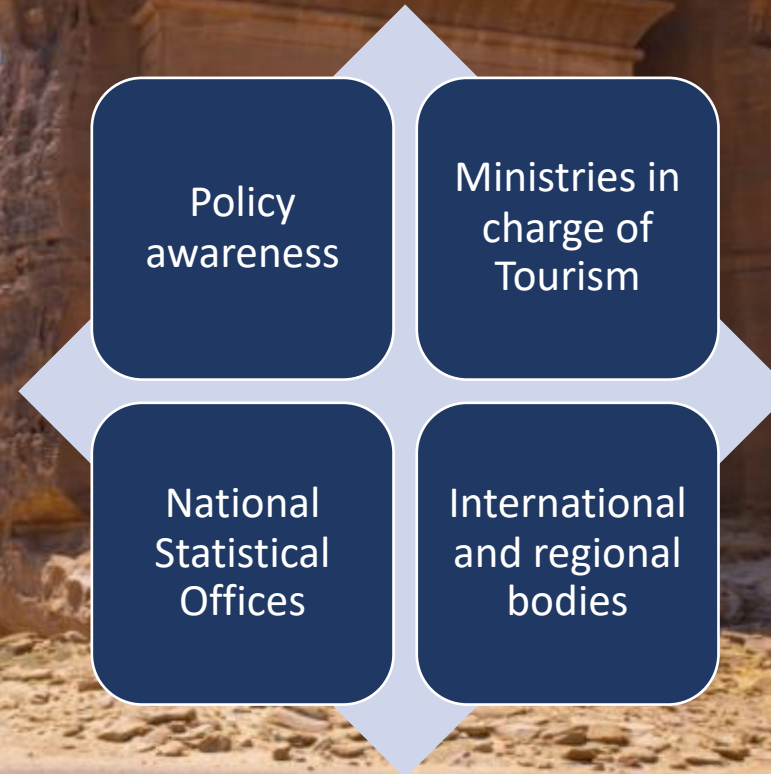 Policy
awareness
Ministries in
charge of
Tourism
National
Statistical
Offices
International
and regional
bodies